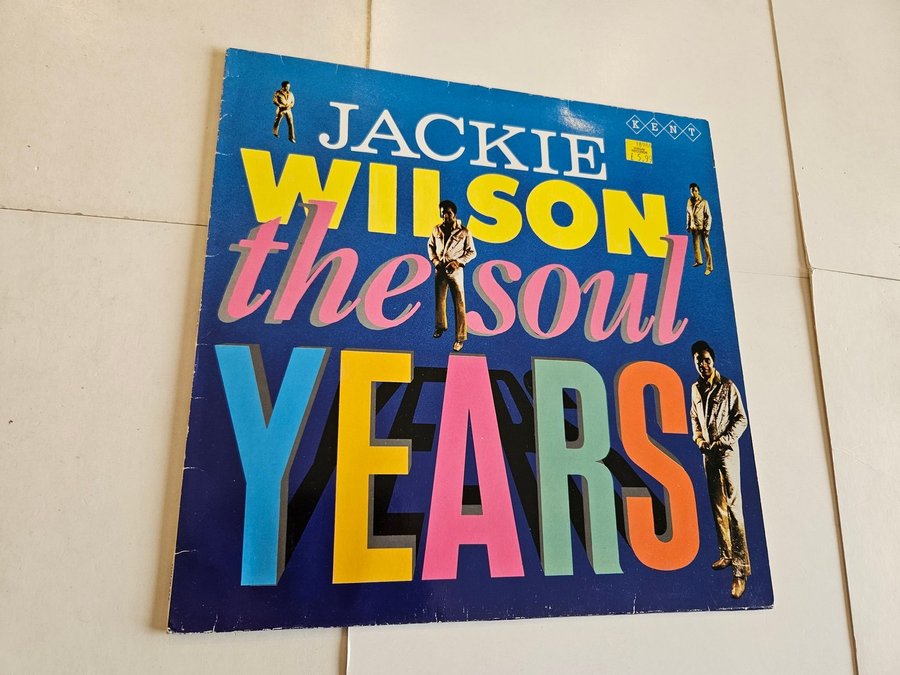 JACKIE
KENT
WILSON
£5.99
the soul
YEARS